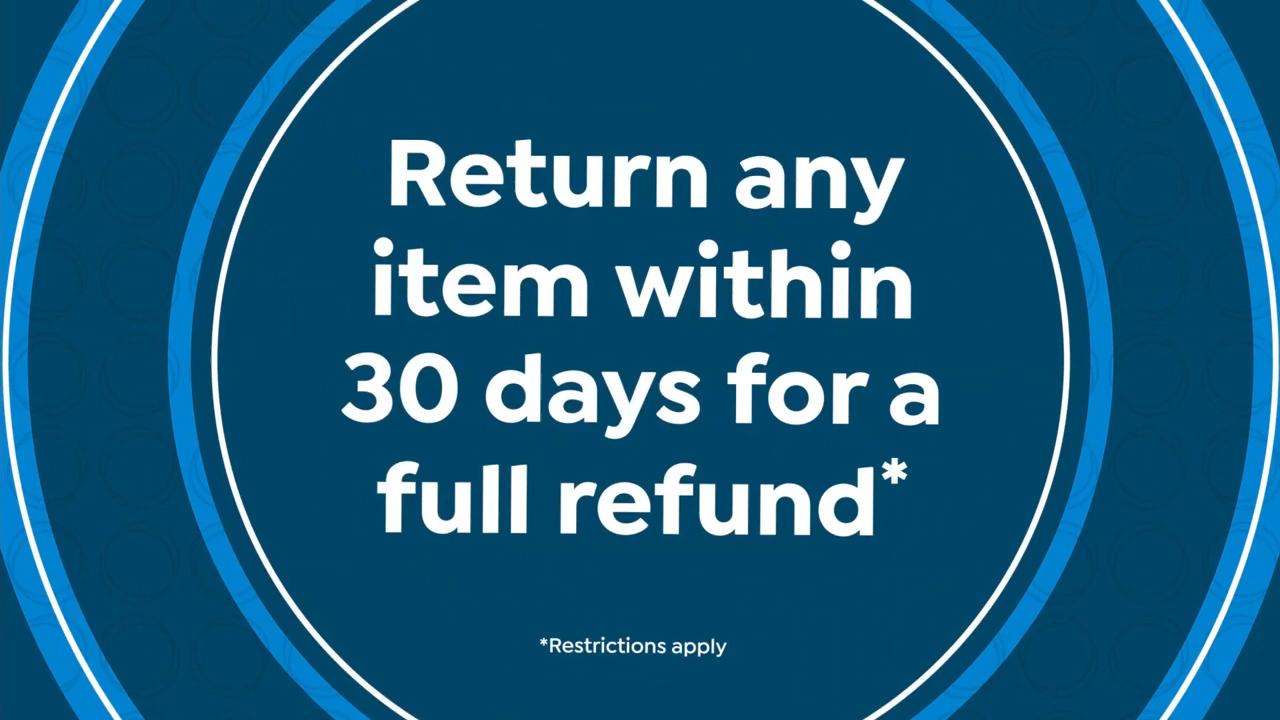 Return any
item within
30 days for a
full refund*
*Restrictions apply